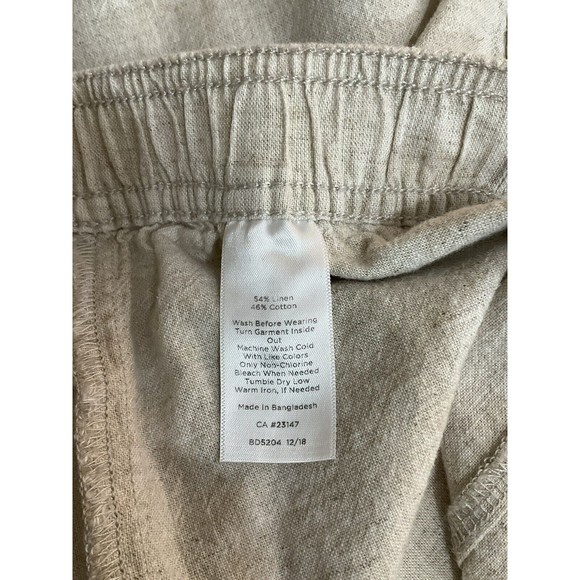 54% Linen
46% Cotton
Wash Before Wearing
Turn Garment Inside
Out
Machine Wash Cold
With Like Colors
Only Non-Chlorine
Bleach When Needed
Tumble Dry Low
Warm Iron, If Needed
Made in Bangladesh
CA #23147
BD5204 12/18